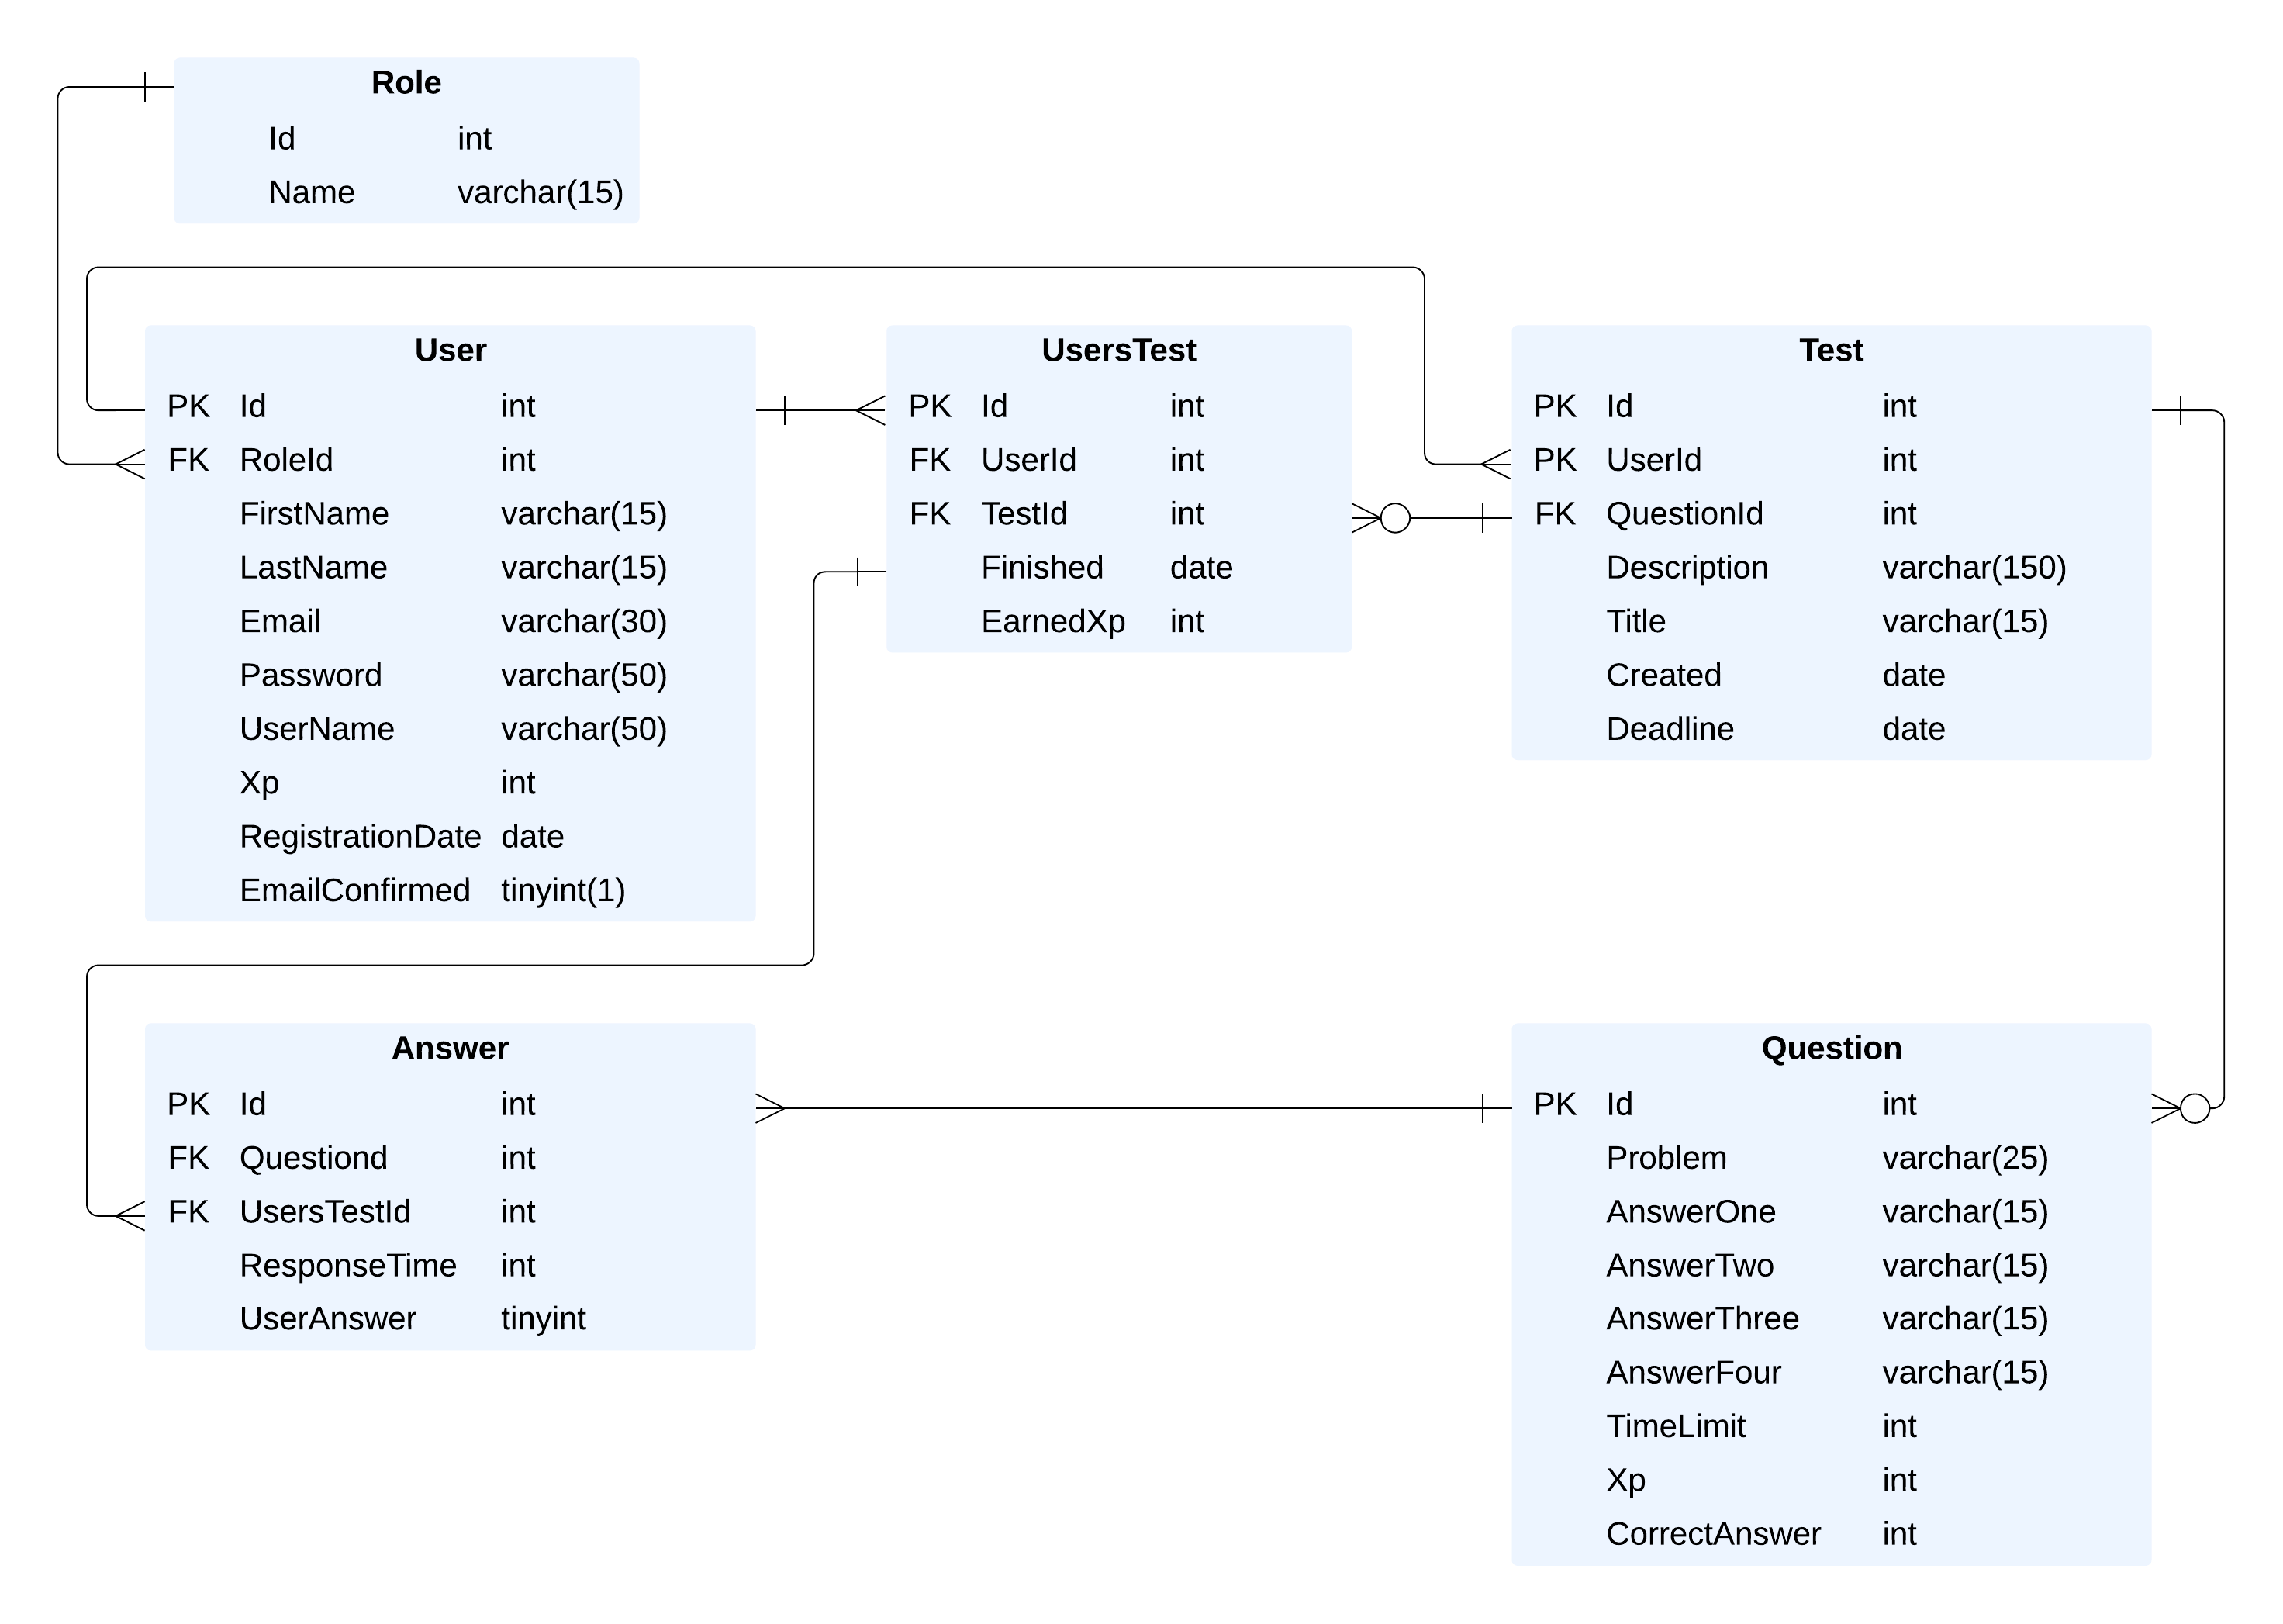 Role
Id int
Name varchar(15)
User
PK Id int
FK RoleId int
FirstName varchar(15)
LastName varchar(15)
Email varchar(30)
Password varchar(50)
UserName varchar(50)
Xp int
RegistrationDate date
EmailConfirmed tinyint(1)
UsersTest
PK Id int
FK UserId int
FK TestId int
Finished date
EarnedXp int
Test
PK Id int
PK UserId int
FK QuestionId int
Description varchar(150)
Title varchar(15)
Created date
Deadline date
Answer
PK Id int
FK Questiond int
FK UsersTestId int
ResponseTime int
UserAnswer tinyint
Question
PK Id int
Problem varchar(25)
AnswerOne varchar(15)
AnswerTwo varchar(15)
AnswerThree varchar(15)
AnswerFour varchar(15)
TimeLimit int
Xp int
CorrectAnswer int